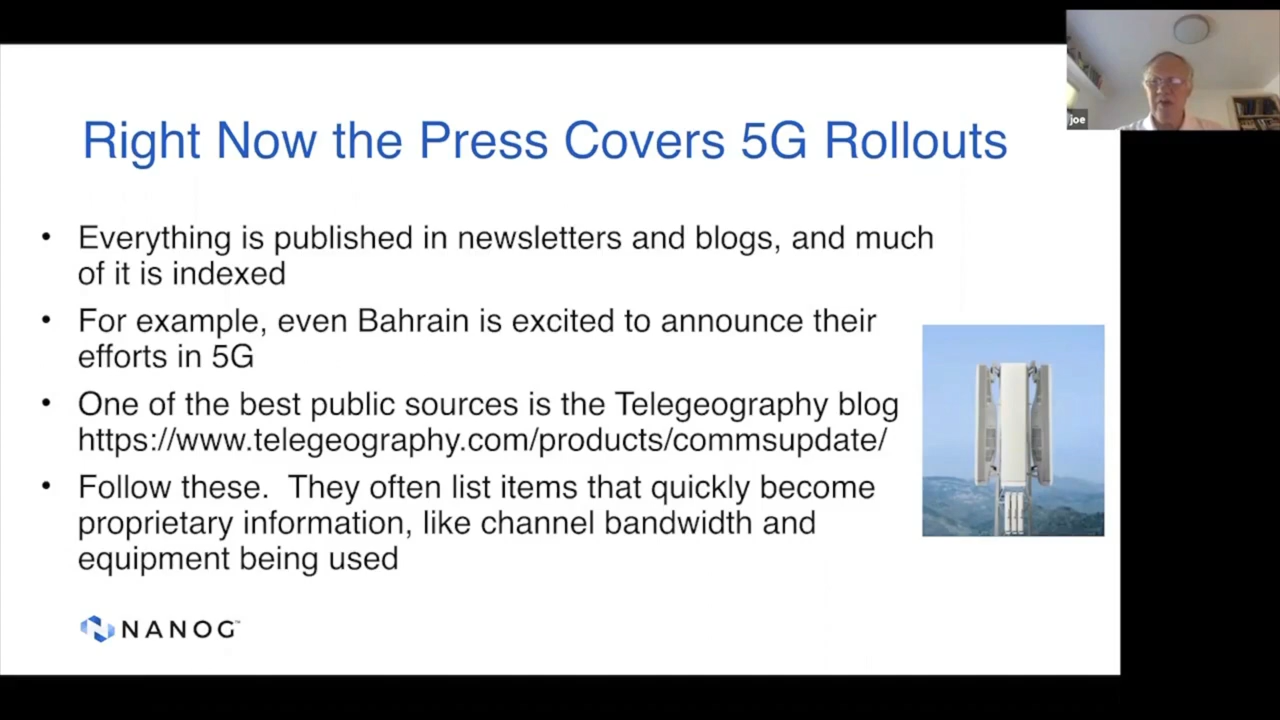 joe
Right Now the Press Covers 5G Rollouts
• Everything is published in newsletters and blogs, and much
of it is indexed
• For example, even Bahrain is excited to announce their
efforts in 5G
• One of the best public sources is the Telegeography blog
https://www.telegeography.com/products/commsupdate/
• Follow these.  They often list items that quickly become
proprietary information, like channel bandwidth and
equipment being used
NANOG™